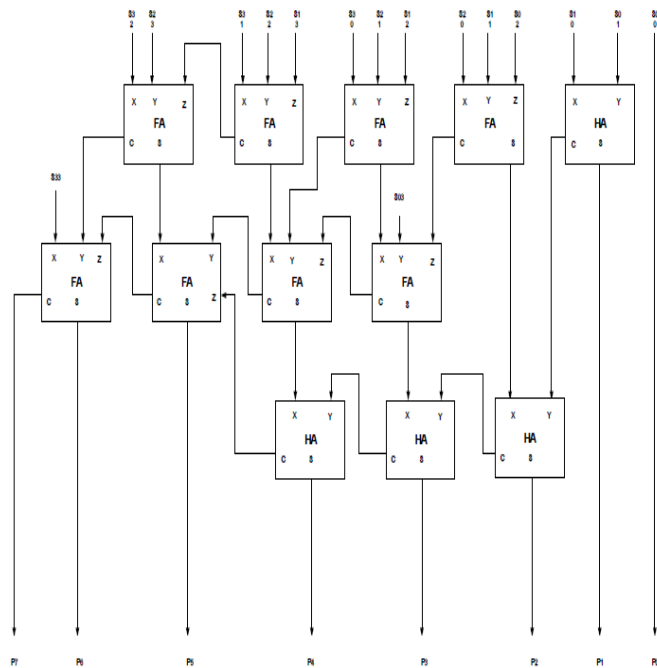 S3 S2 S3 S2 S1 S3 S2 S1 S2 S1 S0 S1 S0 S0
2 3 1 2 3 0 1 2 0 1 2 0 1 0
X Y Z X Y Z X Y Z X Y Z X Y
FA FA FA FA HA
C S C S C S C S C S
S33 S03
X Y Z X Y X Y Z X Y Z
FA FA FA FA
C S C S Z C S C S
X Y X Y X Y
HA HA HA
C S C S C S
P7 P6 P5 P4 P3 P2 P1